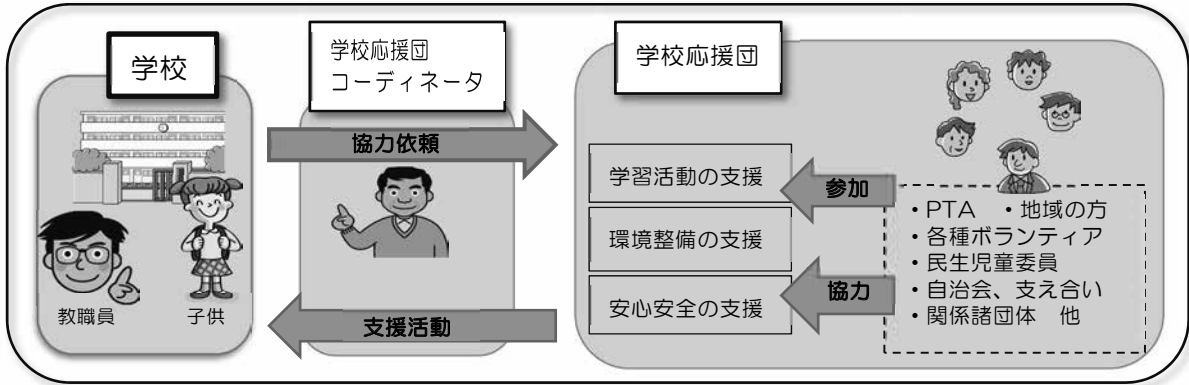 学校
学校応援団
コーディネータ
学校応援団
協力依頼
学習活動の支援
環境整備の支援
安心安全の支援
参加
協力
・PTA ・地域の方
・各種ボランティア
・民生児童委員
・自治会、支え合い
・関係諸団体 他
教職員
子供
支援活動